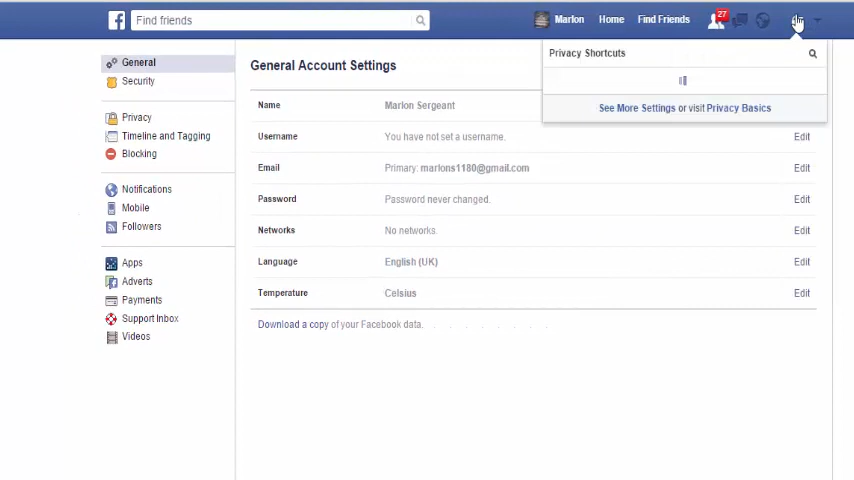 f Find friends Marlon Home Find Friends 27
Privacy Shortcuts
See More Settings or visit Privacy Basics
General
Security
Privacy
Timeline and Tagging
Blocking
Notifications
Mobile
Followers
Apps
Adverts
Payments
Support Inbox
Videos
General Account Settings
Name Marlon Sergeant
Username You have not set a username. Edit
Email Primary: marlons1180@gmail.com Edit
Password Password never changed. Edit
Networks No networks. Edit
Language English (UK) Edit
Temperature Celsius Edit
Download a copy of your Facebook data.